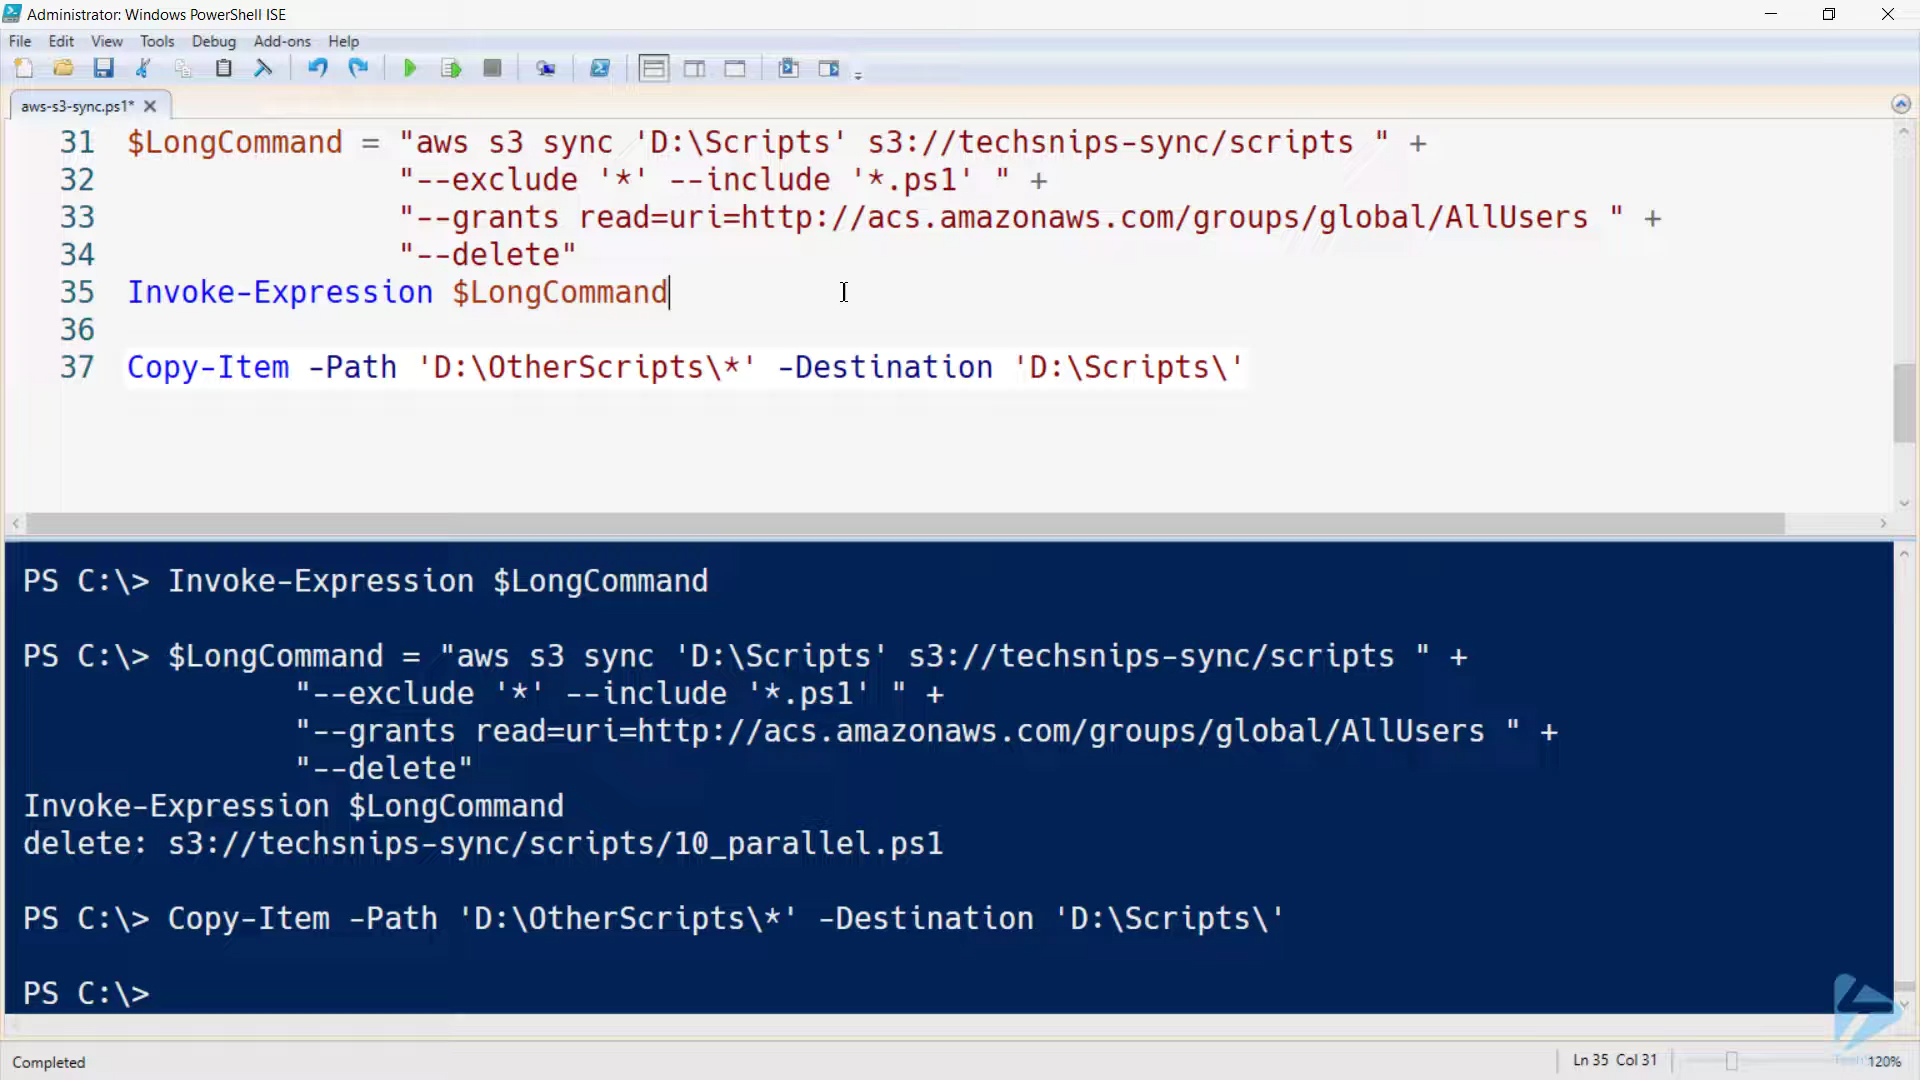 Administrator: Windows PowerShell ISE
File Edit View Tools Debug Add-ons Help
aws-s3-sync.ps1*
31 $LongCommand = "aws s3 sync 'D:\Scripts' s3://techsnips-sync/scripts " +
32 "--exclude '*' --include '*.ps1' " +
33 "--grants read=uri=http://acs.amazonaws.com/groups/global/AllUsers " +
34 "--delete"
35 Invoke-Expression $LongCommand
36
37 Copy-Item -Path 'D:\OtherScripts\*' -Destination 'D:\Scripts\'
PS C:\> Invoke-Expression $LongCommand
PS C:\> $LongCommand = "aws s3 sync 'D:\Scripts' s3://techsnips-sync/scripts " +
"--exclude '*' --include '*.ps1' " +
"--grants read=uri=http://acs.amazonaws.com/groups/global/AllUsers " +
"--delete"
Invoke-Expression $LongCommand
delete: s3://techsnips-sync/scripts/10_parallel.ps1
PS C:\> Copy-Item -Path 'D:\OtherScripts\*' -Destination 'D:\Scripts\'
PS C:\>
Completed
Ln 35 Col 31
120%